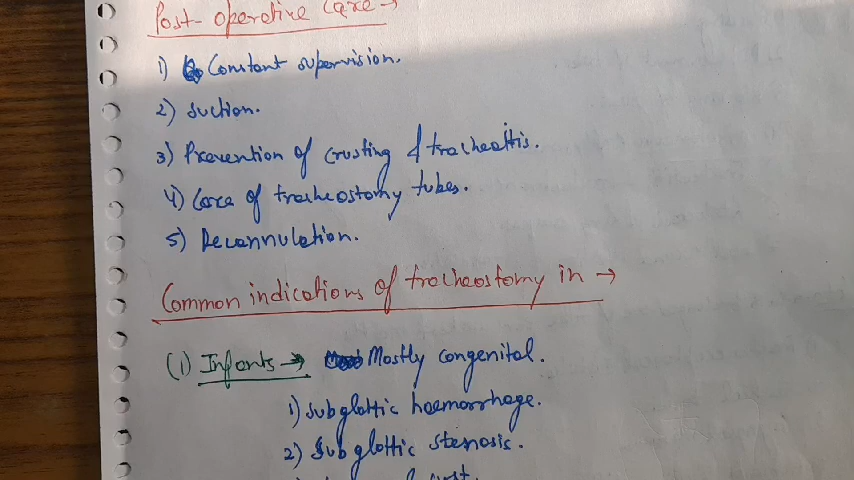 Post-operative Care →
1) Constant supervision.
2) Suction.
3) Prevention of crusting & tracheitis.
4) Care of tracheostomy tubes.
5) Decannulation.
Common indications of tracheostomy in →
(1) Infants → Mostly congenital.
1) Subglottic haemorrhage.
2) Subglottic stenosis.